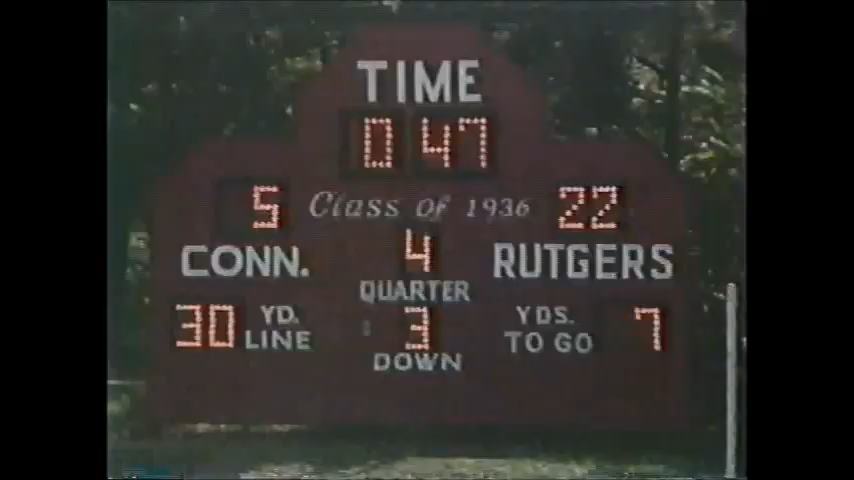 TIME
0 47
5 Class of 1936 22
CONN. 4 RUTGERS
QUARTER
30 YD. LINE 3 YDS. TO GO 7
DOWN